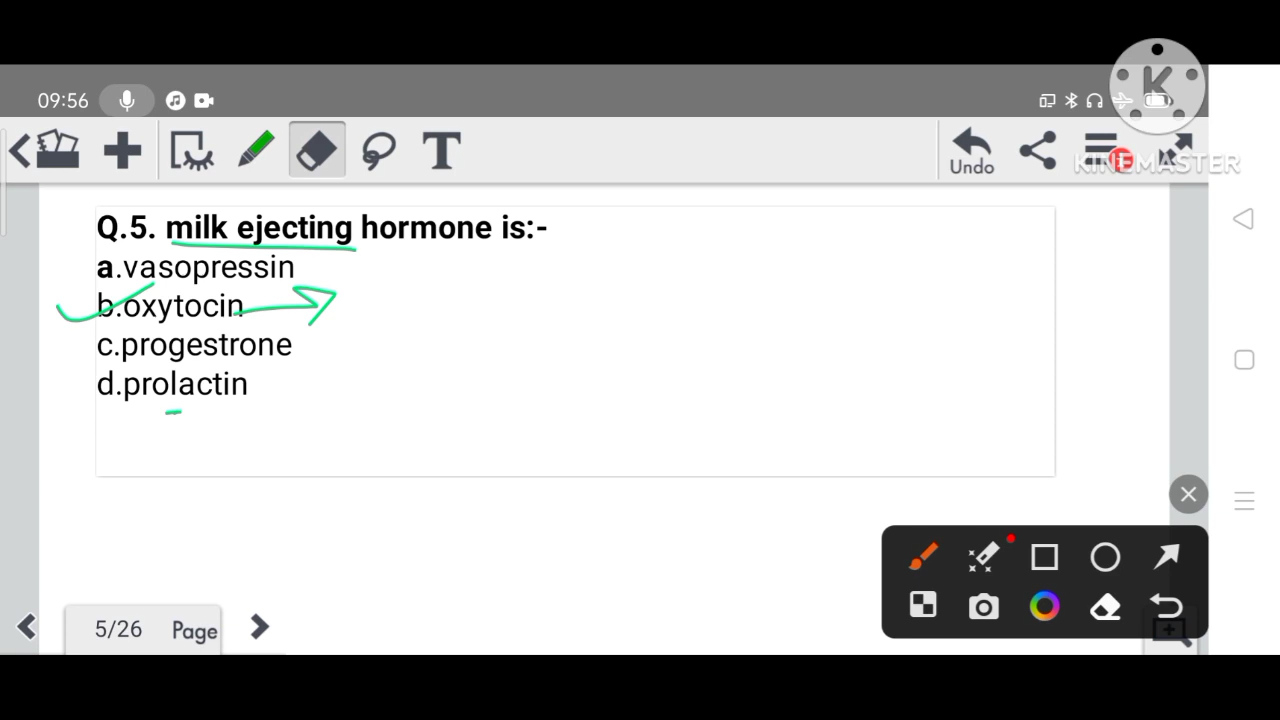 09:56
K
T
Undo
KINEMASTER
Q.5. milk ejecting hormone is:-
a.vasopressin
b.oxytocin
c.progestrone
d.prolactin
5/26 Page